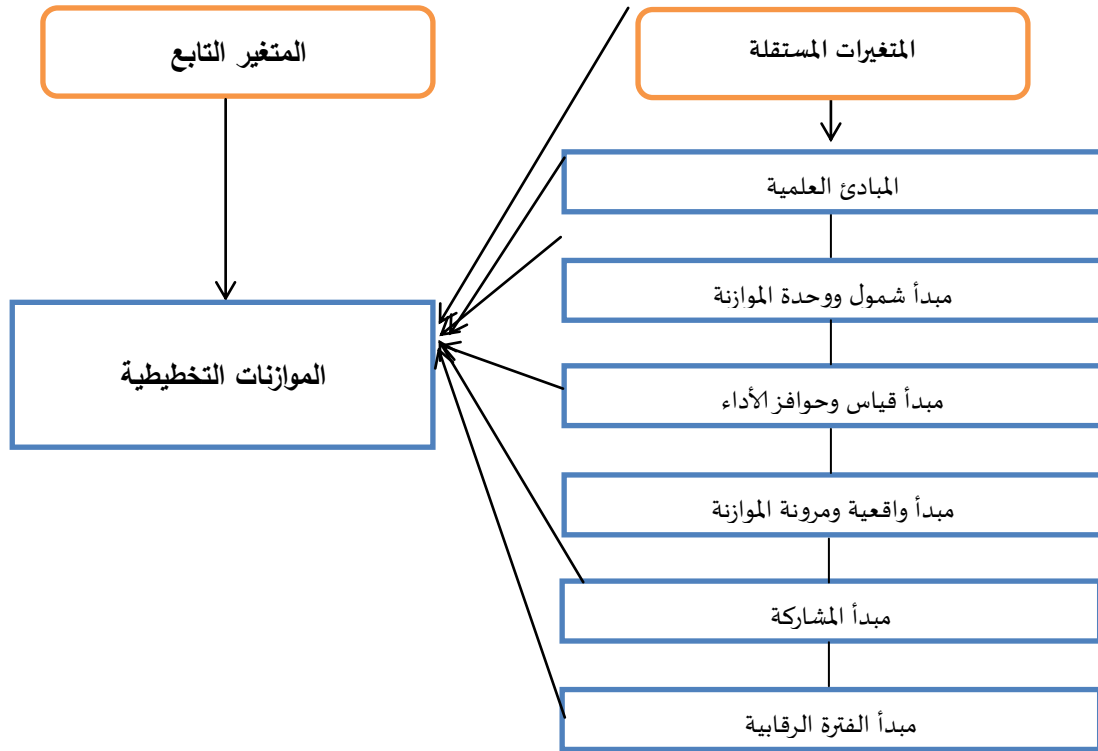 المتغيرات المستقلة
المتغير التابع
المبادئ العلمية
مبدأ شمول ووحدة الموازنة
الموازنات التخطيطية
مبدأ قياس وحوافز الأداء
مبدأ واقعية ومرونة الموازنة
مبدأ المشاركة
مبدأ الفترة الرقابية